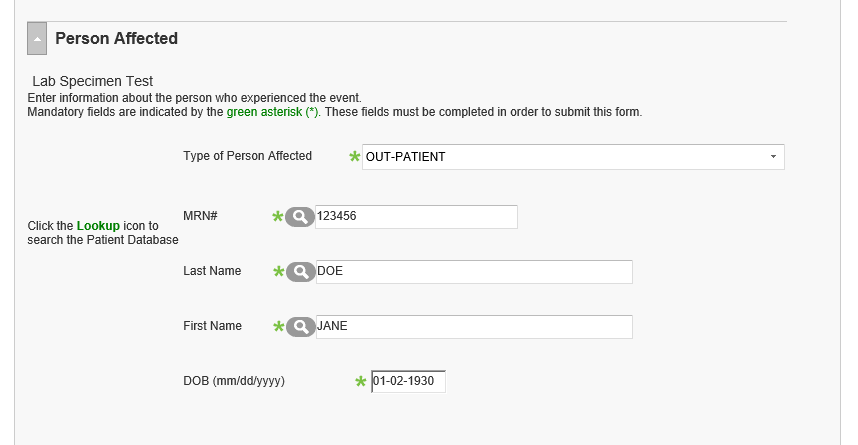 Person Affected
Lab Specimen Test
Enter information about the person who experienced the event.
Mandatory fields are indicated by the green asterisk (*). These fields must be completed in order to submit this form.
Type of Person Affected * OUT-PATIENT
Click the Lookup icon to
search the Patient Database
MRN# * 123456
Last Name * DOE
First Name * JANE
DOB (mm/dd/yyyy) * 01-02-1930